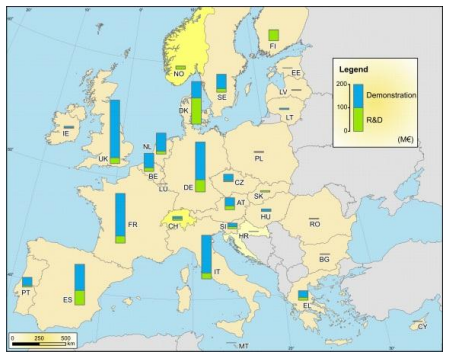 FI
NO
SE
EE
LV
LT
DK
IE
UK
NL
BE
LU
PL
DE
CZ
SK
AT
HU
FR
CH
SI
HR
RO
IT
BG
PT
ES
EL
CY
MT
Legend
200
Demonstration
100
R&D
0
(M€)
0 250 500
km